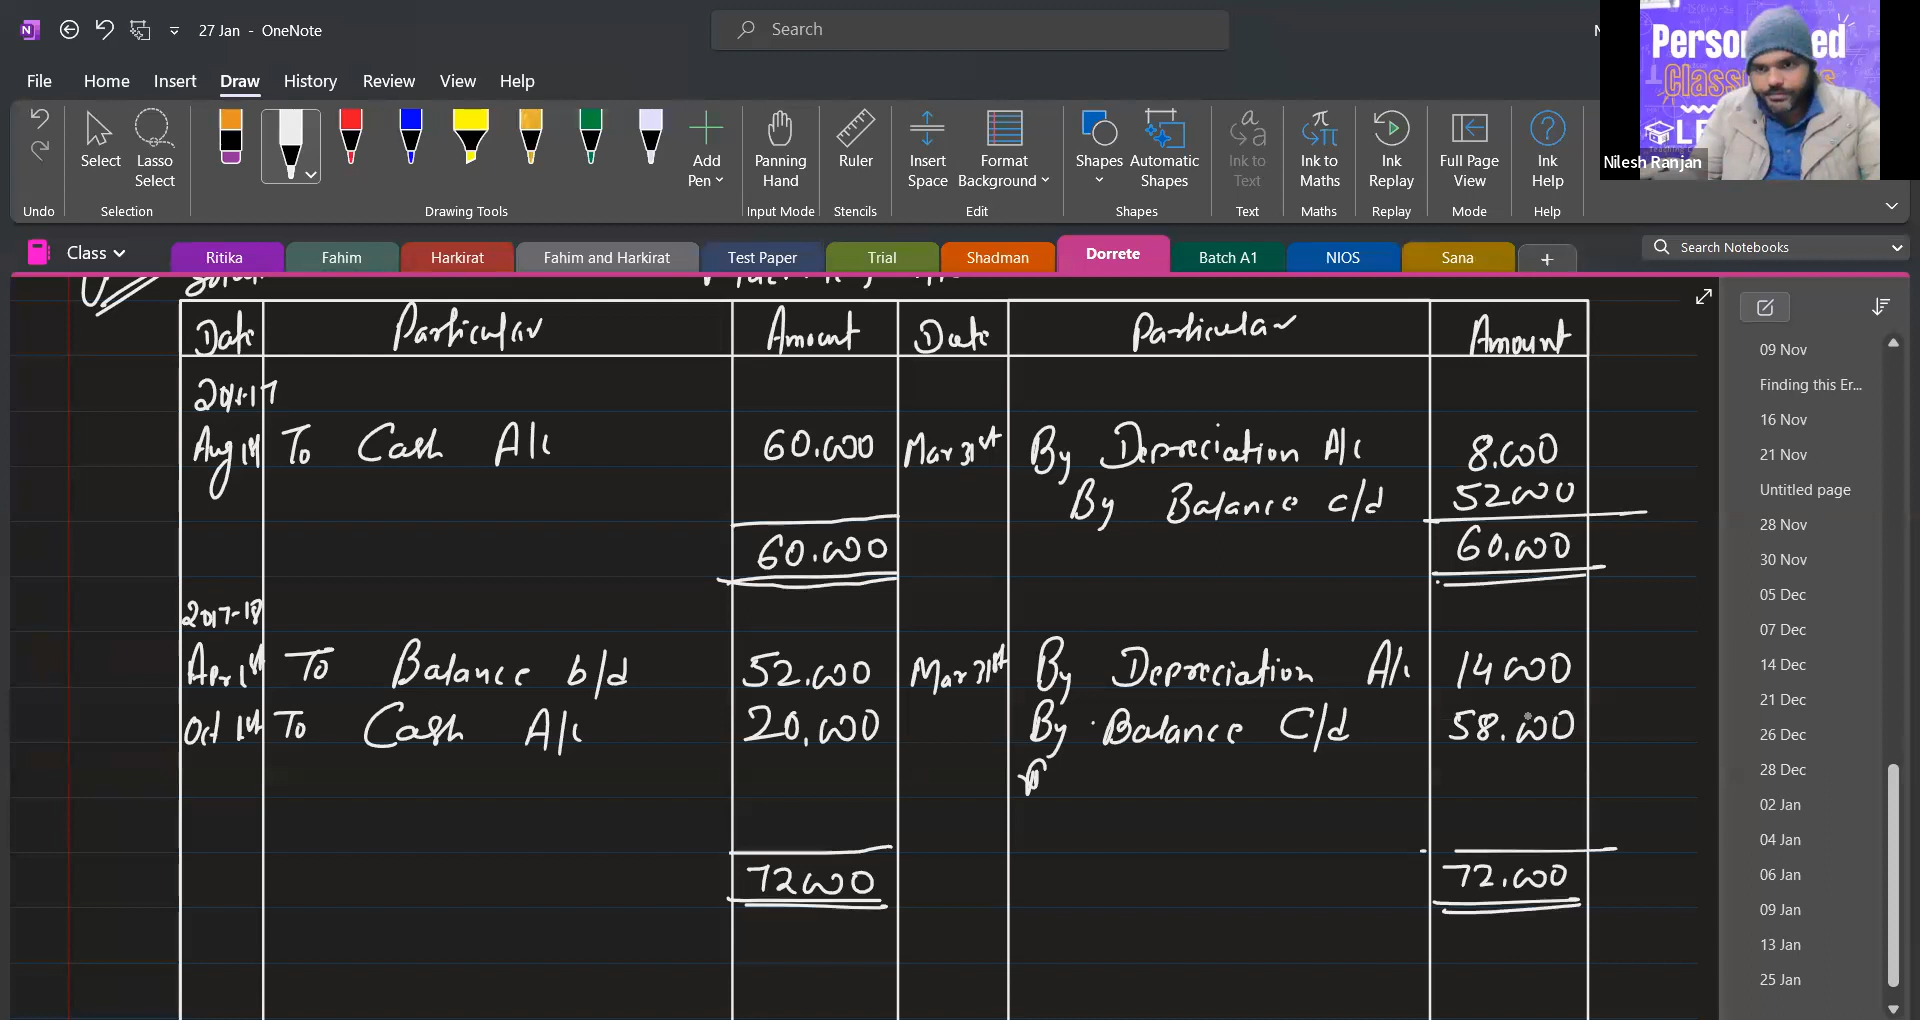 27 Jan - OneNote
Search
Nilesh Ranjan
File Home Insert Draw History Review View Help
Select
Lasso Select
Add Pen
Panning Hand
Ruler
Insert Space
Format Background
Shapes
Automatic Shapes
Ink to Text
Ink to Maths
Ink Replay
Full Page View
Ink Help
Undo Selection Drawing Tools Input Mode Stencils Edit Shapes Text Maths Replay Mode Help
Class
Ritika Fahim Harkirat Fahim and Harkirat Test Paper Trial Shadman Dorrete Batch A1 NIOS Sana
Search Notebooks
Date Particular Amount Date Particular Amount
Aug 1st To Cash A/c 60.000 Mar 31st By Depreciation A/c 8.000
By Balance c/d 52000
60.000 60.000
2017-18
Apr 1st To Balance b/d 52.000 Mar 31st By Depreciation A/c 14000
Oct 1st To Cash A/c 20.000 By Balance C/d 58.000
72000 72.000
09 Nov
Finding this Er...
16 Nov
21 Nov
Untitled page
28 Nov
30 Nov
05 Dec
07 Dec
14 Dec
21 Dec
26 Dec
28 Dec
02 Jan
04 Jan
06 Jan
09 Jan
13 Jan
25 Jan